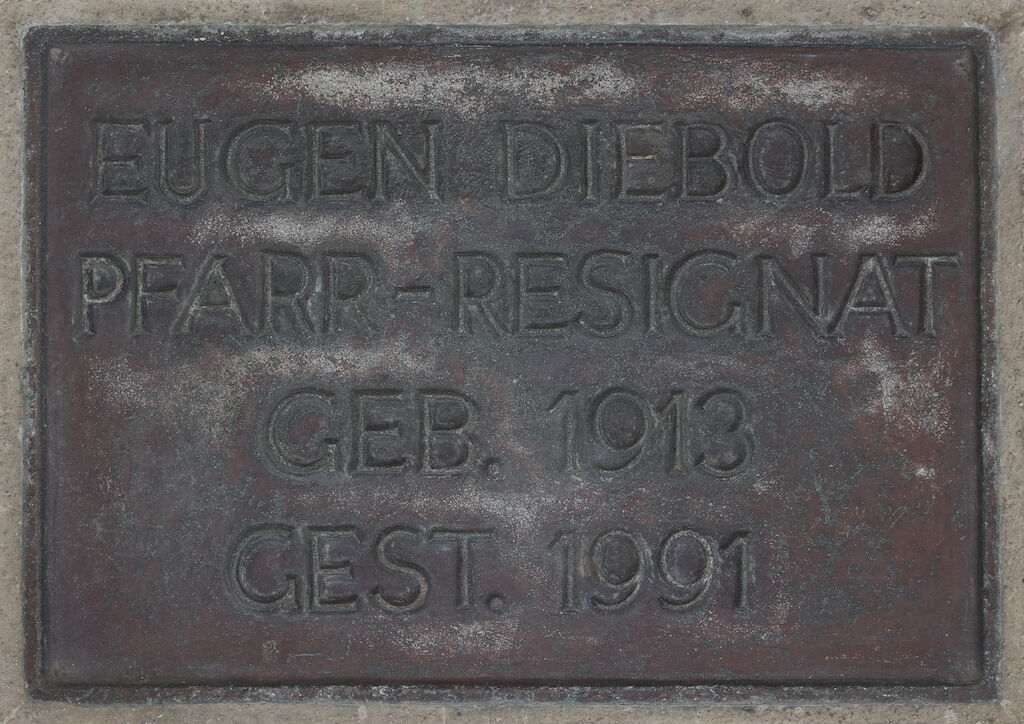 EUGEN DIEBOLD
PFARR-RESIGNAT
GEB. 1913
GEST. 1991